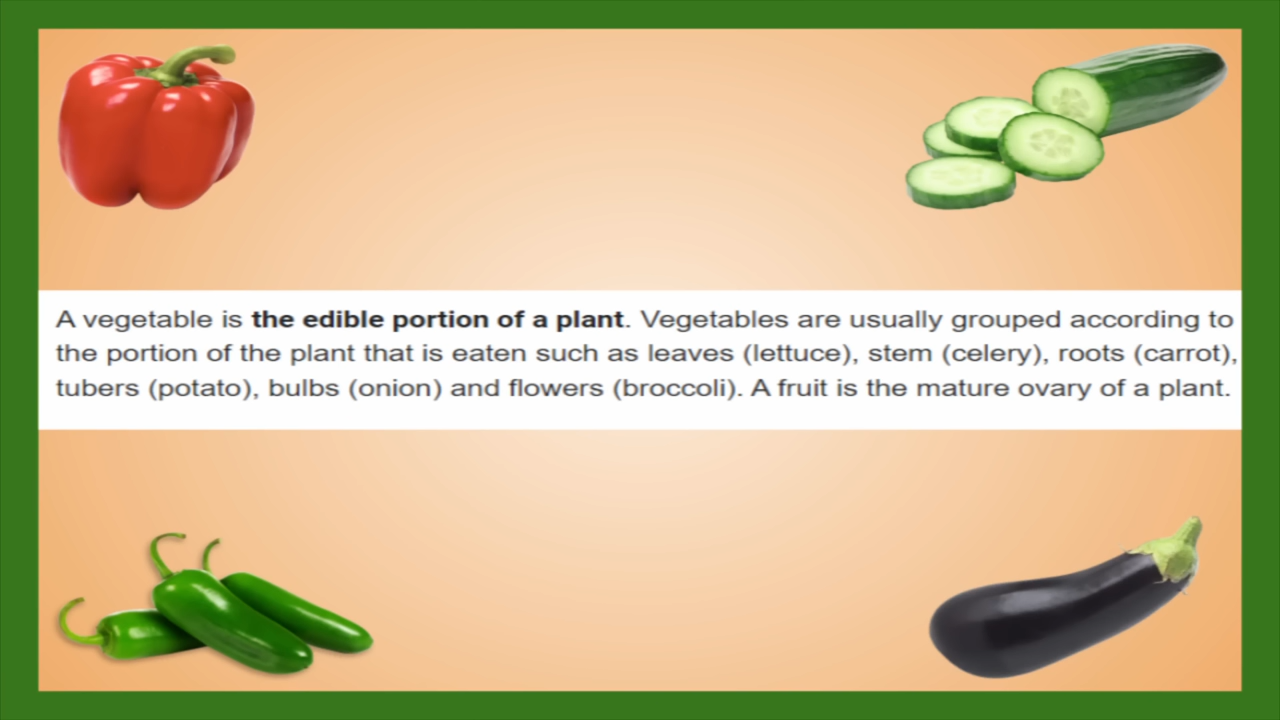 A vegetable is the edible portion of a plant. Vegetables are usually grouped according to
the portion of the plant that is eaten such as leaves (lettuce), stem (celery), roots (carrot),
tubers (potato), bulbs (onion) and flowers (broccoli). A fruit is the mature ovary of a plant.